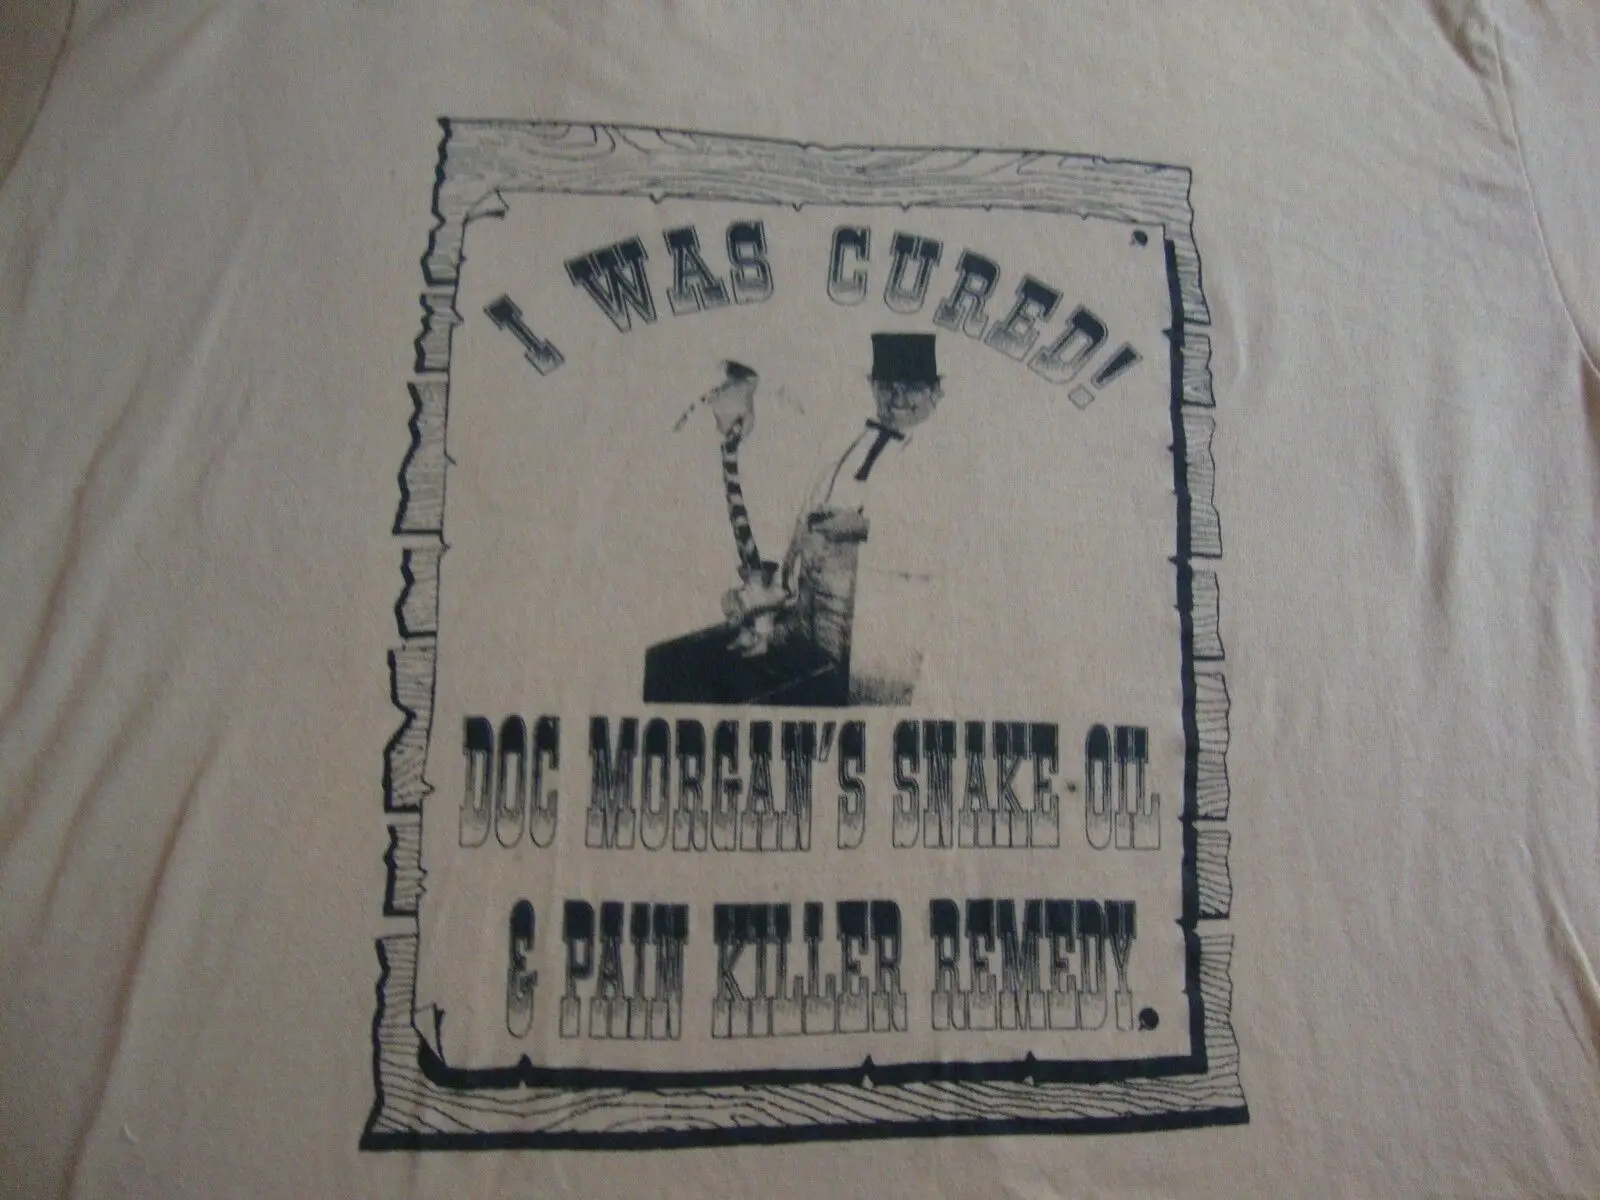 I WAS CURED!
DOC MORGAN'S SNAKE-OIL
& PAIN KILLER REMEDY.